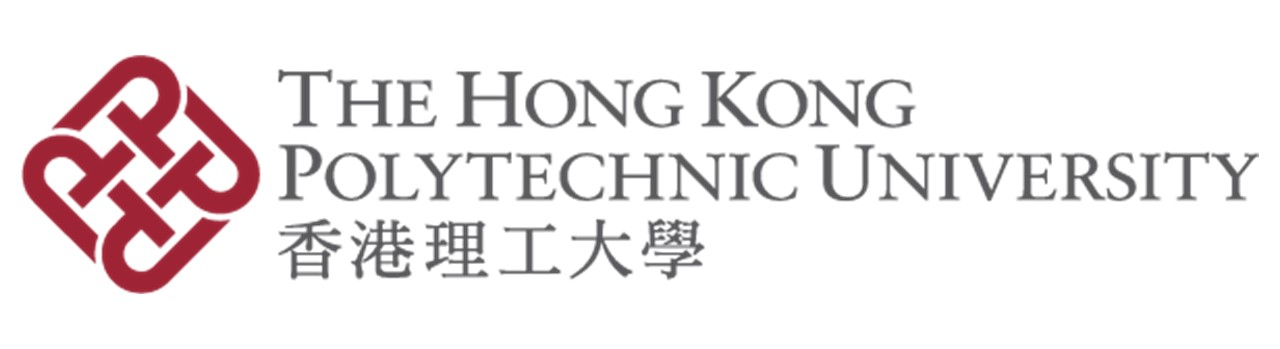 THE HONG KONG
POLYTECHNIC UNIVERSITY
香港理工大學